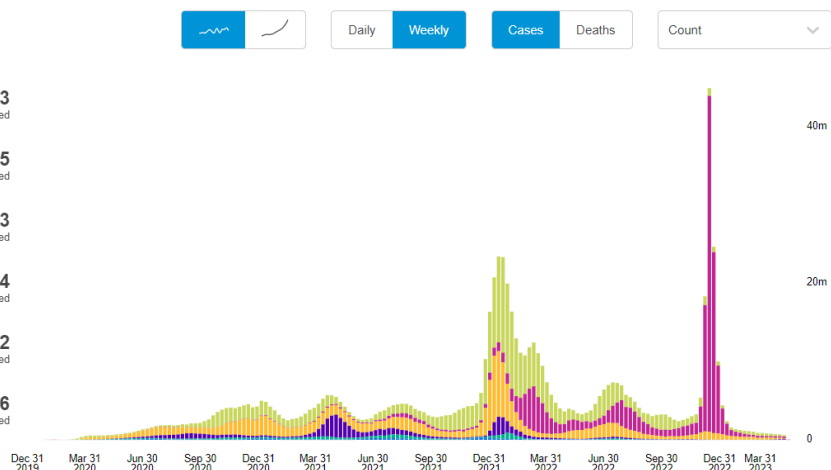 Daily Weekly Cases Deaths Count
3
ed
40m
5
ed
3
ed
4
ed
20m
2
ed
6
ed
0
Dec 31 Mar 31 Jun 30 Sep 30 Dec 31 Mar 31 Jun 30 Sep 30 Dec 31 Mar 31 Jun 30 Sep 30 Dec 31 Mar 31
2019 2020 2020 2020 2020 2021 2021 2021 2021 2022 2022 2022 2022 2023